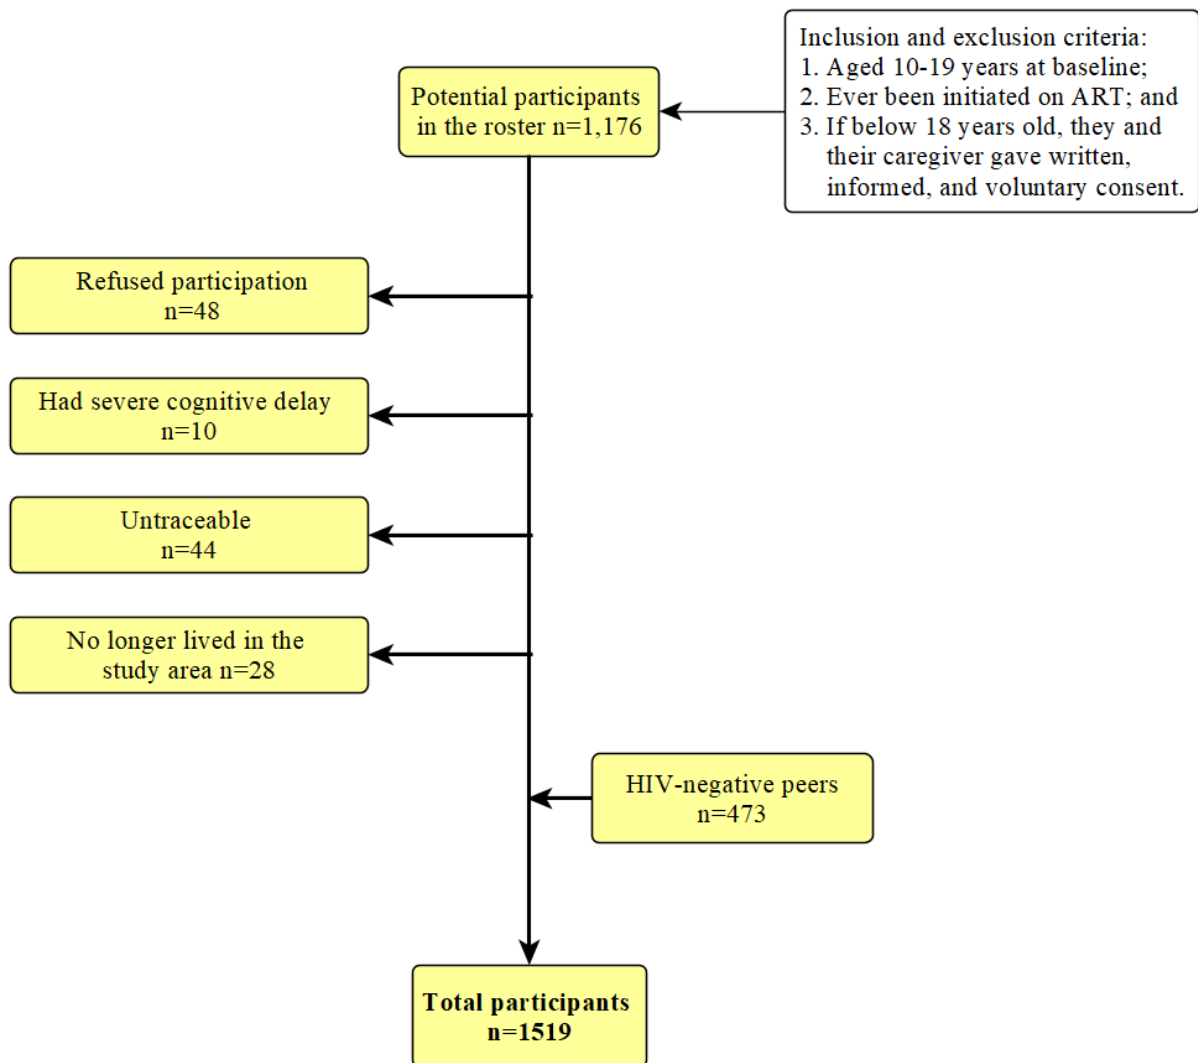 Inclusion and exclusion criteria:
1. Aged 10-19 years at baseline;
2. Ever been initiated on ART; and
3. If below 18 years old, they and
their caregiver gave written,
informed, and voluntary consent.
Potential participants
in the roster n=1,176
Refused participation
n=48
Had severe cognitive delay
n=10
Untraceable
n=44
No longer lived in the
study area n=28
HIV-negative peers
n=473
Total participants
n=1519